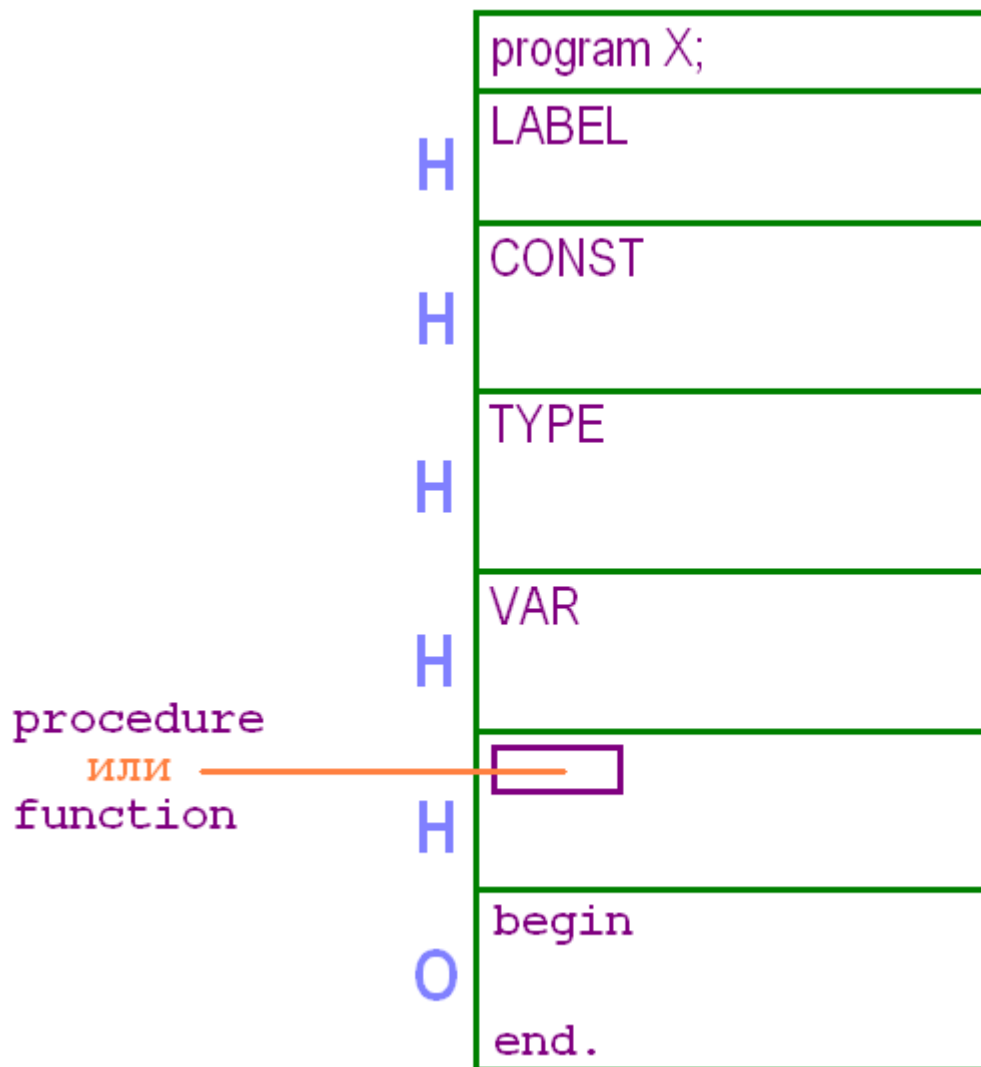 program X;
H
LABEL
H
CONST
H
TYPE
H
VAR
procedure
или
function
H
O
begin
end.